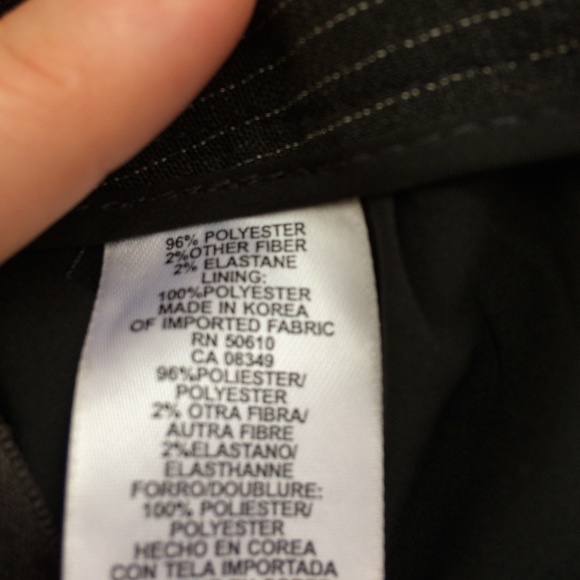 96% POLYESTER
2%OTHER FIBER
2% ELASTANE
LINING:
100%POLYESTER
MADE IN KOREA
OF IMPORTED FABRIC
RN 50610
CA 08349
96%POLIESTER/
POLYESTER
2% OTRA FIBRA/
AUTRA FIBRE
2%ELASTANO/
ELASTHANNE
FORRO/DOUBLURE:
100% POLIESTER/
POLYESTER
HECHO EN COREA
CON TELA IMPORTADA